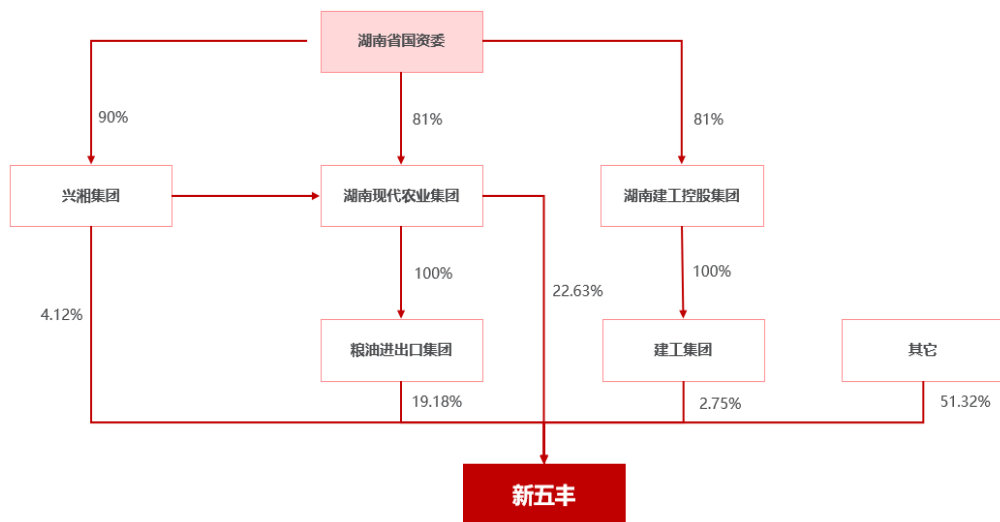 湖南省国资委
90%
81%
81%
兴湘集团
湖南现代农业集团
湖南建工控股集团
100%
100%
22.63%
4.12%
粮油进出口集团
建工集团
其它
19.18%
2.75%
51.32%
新五丰